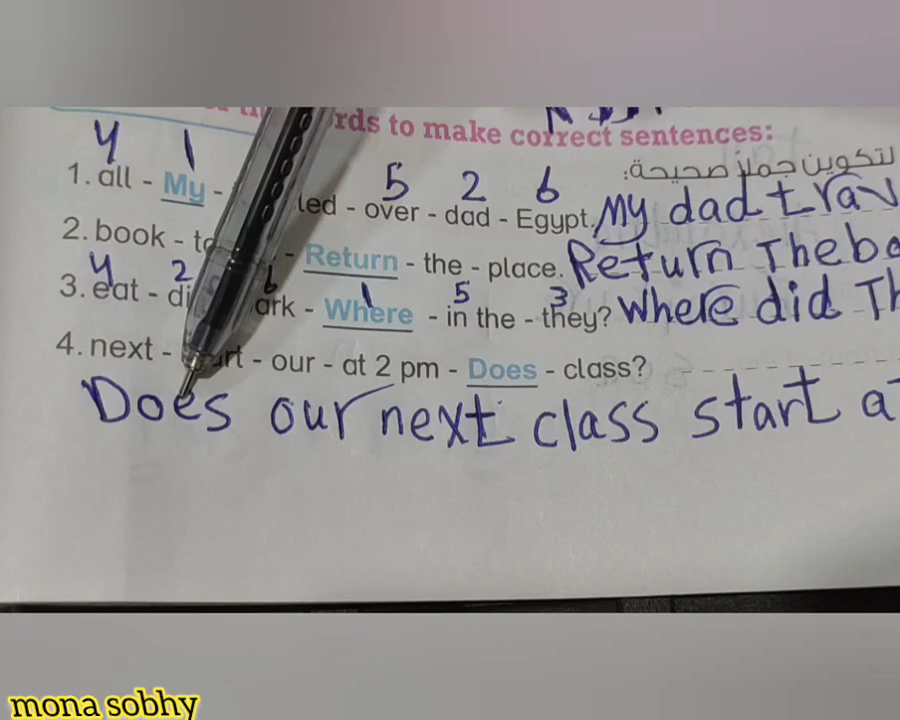 rds to make correct sentences:
لتكوين جمل صحيحة:
4 1 5 2 6
1. all - My - led - over - dad - Egypt. My dad trav
2. book - to - Return - the - place. Return The bo
4 2 6 1 5 3
3. eat - di ark - Where - in the - they? Where did Th
4. next - art - our - at 2 pm - Does - class?
Does our next class start a
mona sobhy